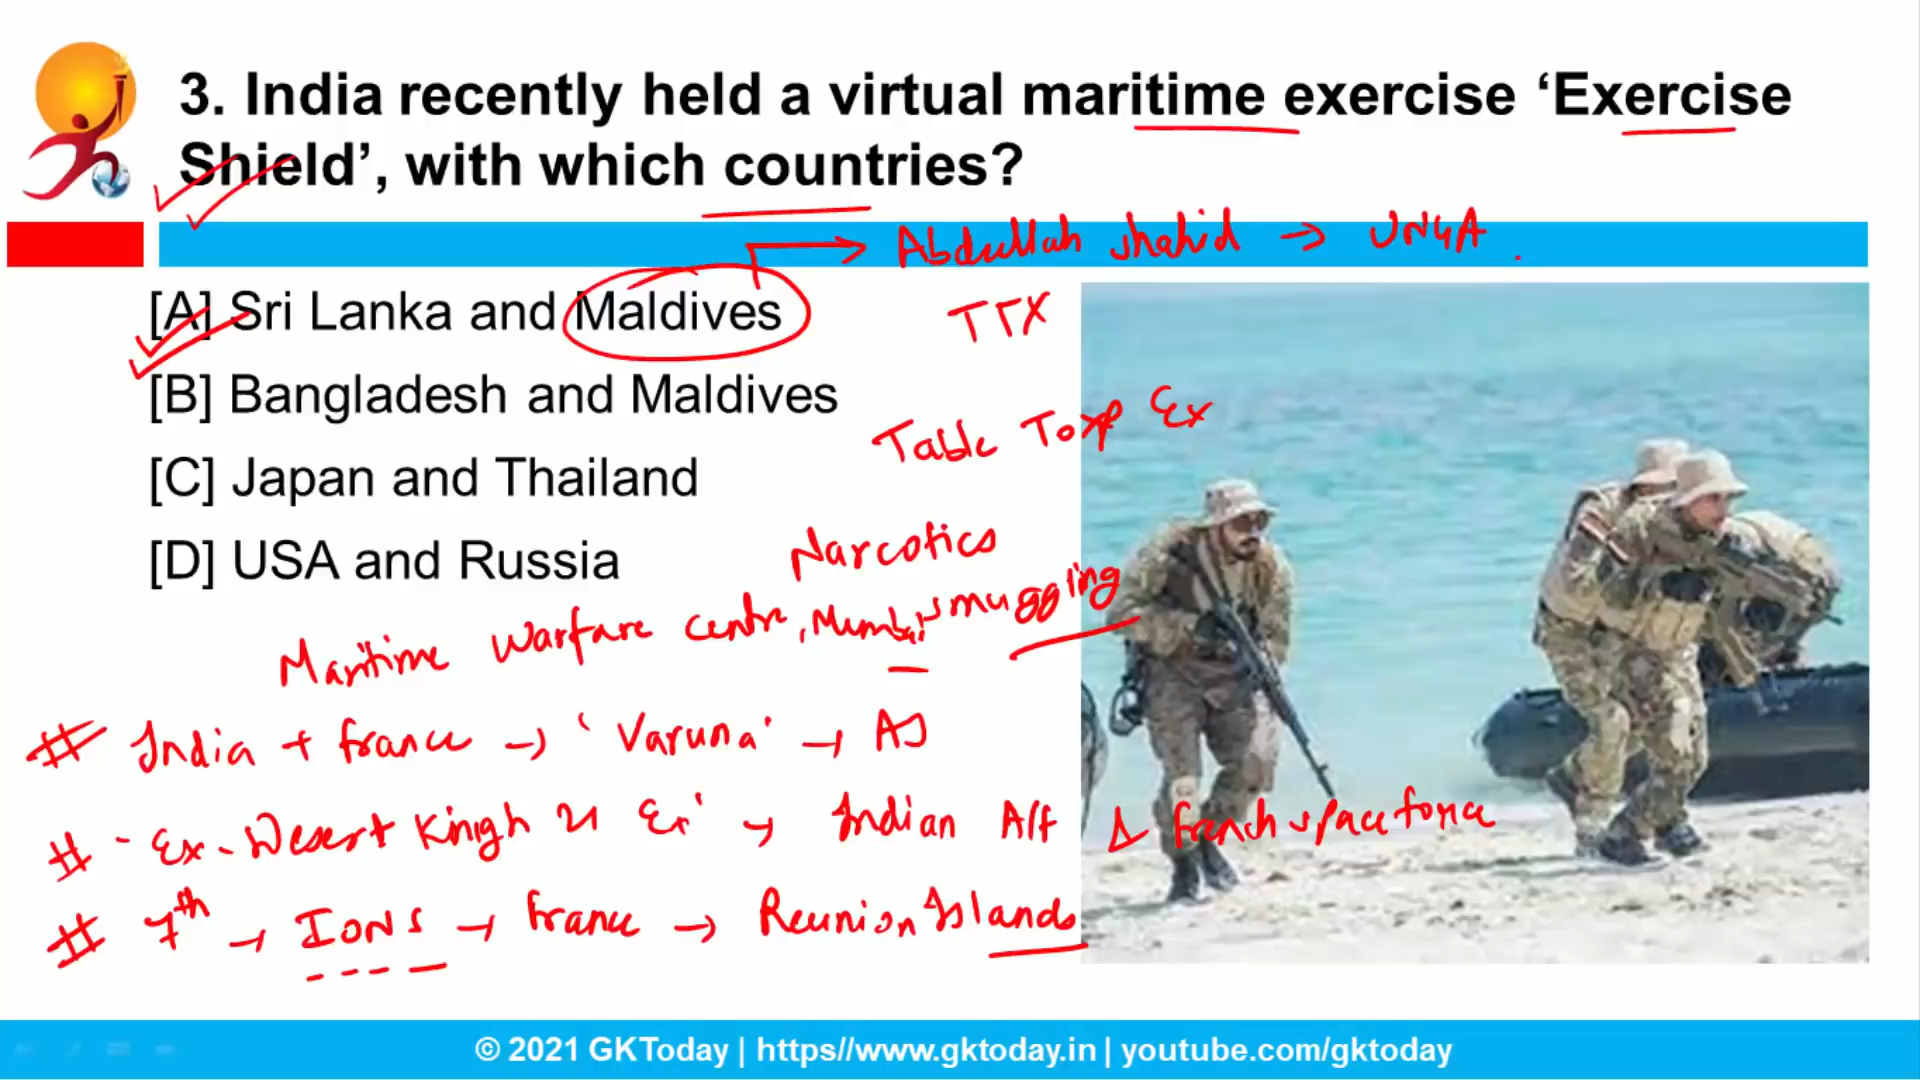 3. India recently held a virtual maritime exercise ‘Exercise
Shield’, with which countries?
Abdullah Shahid → UNGA.
[A] Sri Lanka and Maldives
TTX
[B] Bangladesh and Maldives
Table Top Ex
[C] Japan and Thailand
[D] USA and Russia
Narcotics
smuggling
Maritime Warfare centre, Mumbai
# India + france → 'Varuna' → AS
# 'Ex-Desert Knigh 21 Ex' → Indian Alf & french space force
# 7th → IONS → france → Reunion Islands
© 2021 GKToday | https//www.gktoday.in | youtube.com/gktoday